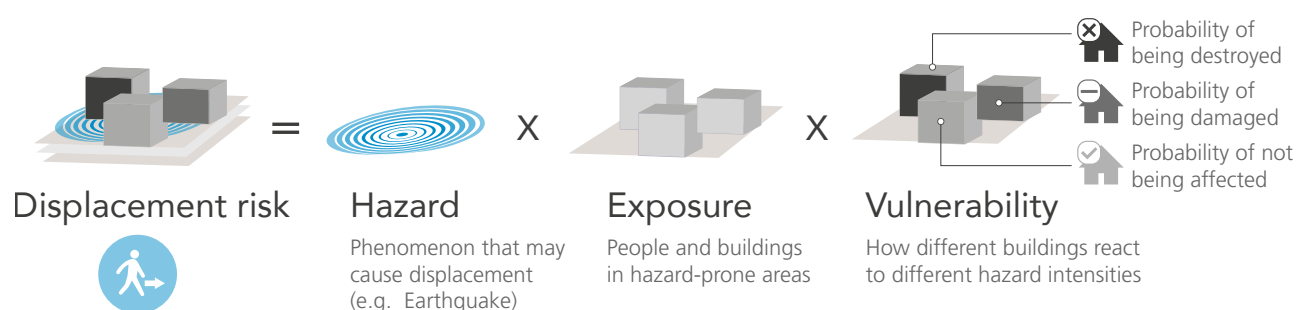 Displacement risk
=
Hazard
Phenomenon that may
cause displacement
(e.g. Earthquake)
X
Exposure
People and buildings
in hazard-prone areas
X
Vulnerability
How different buildings react
to different hazard intensities
Probability of
being destroyed
Probability of
being damaged
Probability of not
being affected